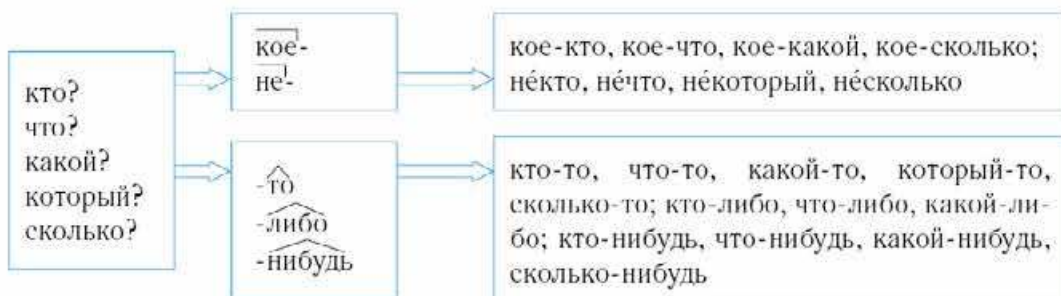 кто?
что?
какой?
который?
сколько?
кое-
не-
кое-кто, кое-что, кое-какой, кое-сколько;
не́кто, не́что, не́который, не́сколько
-то
-либо
-нибудь
кто-то, что-то, какой-то, который-то,
сколько-то; кто-либо, что-либо, какой-ли-
бо; кто-нибудь, что-нибудь, какой-нибудь,
сколько-нибудь